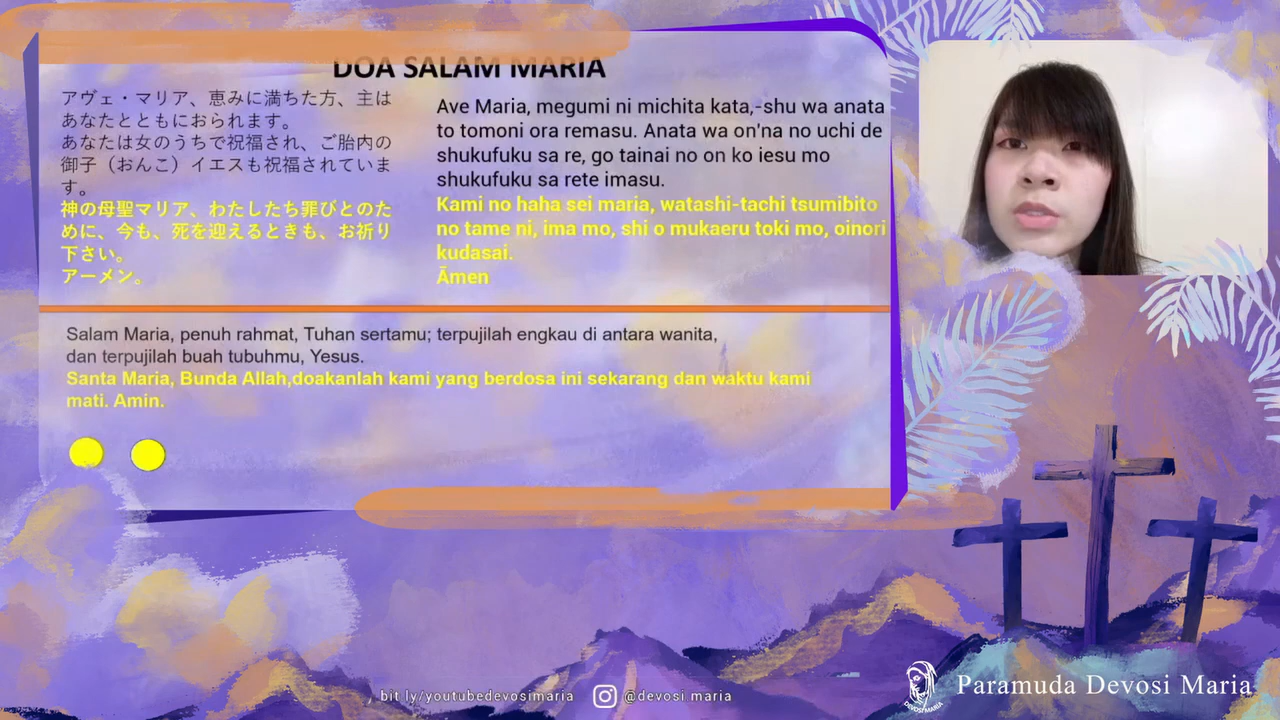 DOA SALAM MARIA
アヴェ・マリア、恵みに満ちた方、主は
あなたとともにおられます。
あなたは女のうちで祝福され、ご胎内の
御子（おんこ）イエスも祝福されていま
す。
神の母聖マリア、わたしたち罪びとのた
めに、今も、死を迎えるときも、お祈り
下さい。
アーメン。
Ave Maria, megumi ni michita kata,-shu wa anata
to tomoni ora remasu. Anata wa on'na no uchi de
shukufuku sa re, go tainai no on ko iesu mo
shukufuku sa rete imasu.
Kami no haha sei maria, watashi-tachi tsumibito
no tame ni, ima mo, shi o mukaeru toki mo, oinori
kudasai.
Āmen
Salam Maria, penuh rahmat, Tuhan sertamu; terpujilah engkau di antara wanita,
dan terpujilah buah tubuhmu, Yesus.
Santa Maria, Bunda Allah,doakanlah kami yang berdosa ini sekarang dan waktu kami
mati. Amin.
bit ly/youtubedevosimaria
@devosi.maria
DEVOSI MARIA
Paramuda Devosi Maria